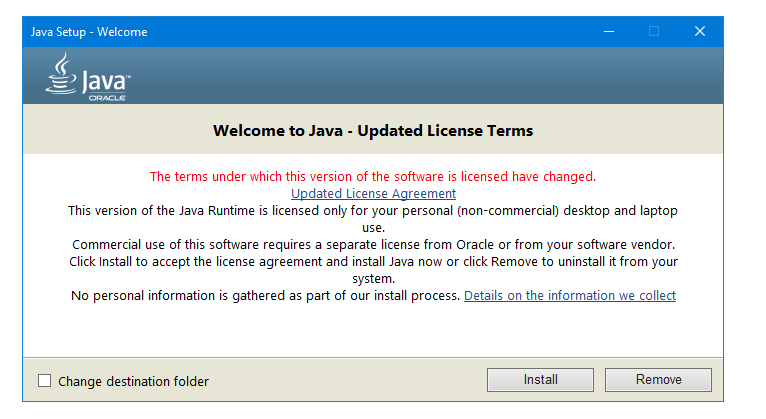 Java Setup - Welcome
Java™
ORACLE
Welcome to Java - Updated License Terms
The terms under which this version of the software is licensed have changed.
Updated License Agreement
This version of the Java Runtime is licensed only for your personal (non-commercial) desktop and laptop
use.
Commercial use of this software requires a separate license from Oracle or from your software vendor.
Click Install to accept the license agreement and install Java now or click Remove to uninstall it from your
system.
No personal information is gathered as part of our install process. Details on the information we collect
Change destination folder
Install
Remove